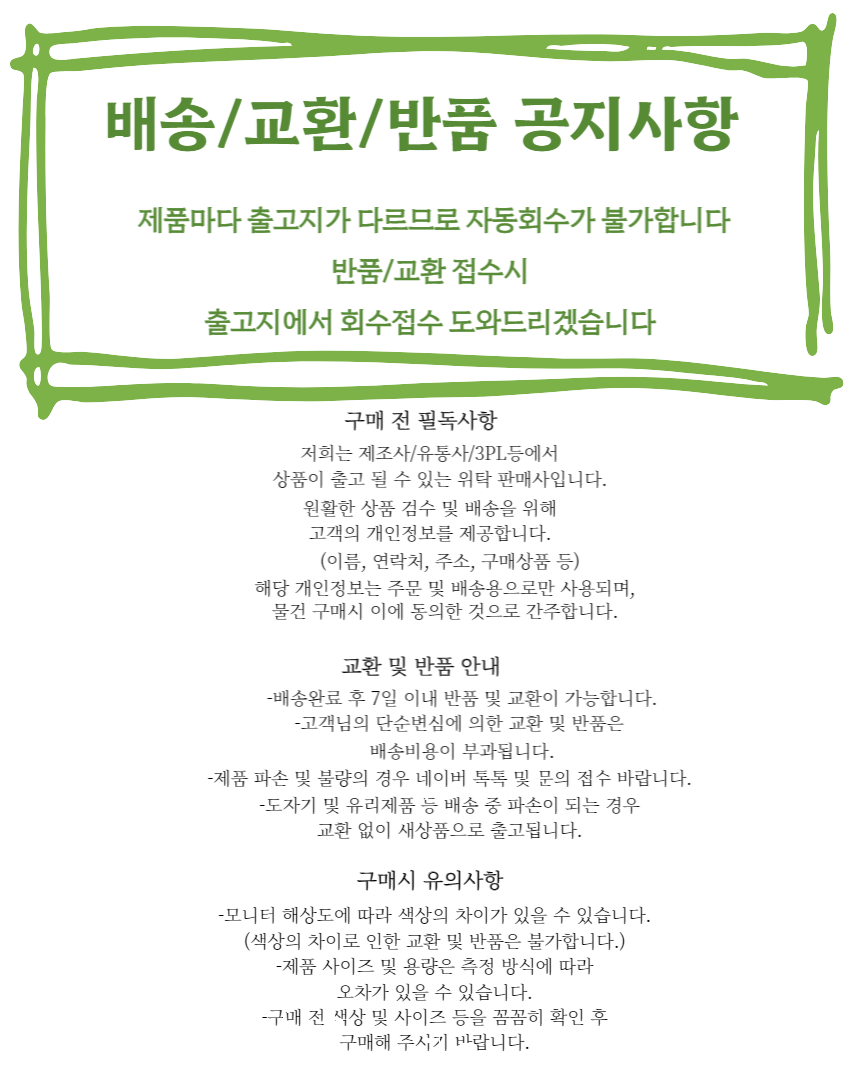 배송/교환/반품 공지사항
제품마다 출고지가 다르므로 자동회수가 불가합니다
반품/교환 접수시
출고지에서 회수접수 도와드리겠습니다
구매 전 필독사항
저희는 제조사/유통사/3PL등에서
상품이 출고 될 수 있는 위탁 판매사입니다.
원활한 상품 검수 및 배송을 위해
고객의 개인정보를 제공합니다.
(이름, 연락처, 주소, 구매상품 등)
해당 개인정보는 주문 및 배송용으로만 사용되며,
물건 구매시 이에 동의한 것으로 간주합니다.
교환 및 반품 안내
-배송완료 후 7일 이내 반품 및 교환이 가능합니다.
-고객님의 단순변심에 의한 교환 및 반품은
배송비용이 부과됩니다.
-제품 파손 및 불량의 경우 네이버 톡톡 및 문의 접수 바랍니다.
-도자기 및 유리제품 등 배송 중 파손이 되는 경우
교환 없이 새상품으로 출고됩니다.
구매시 유의사항
-모니터 해상도에 따라 색상의 차이가 있을 수 있습니다.
(색상의 차이로 인한 교환 및 반품은 불가합니다.)
-제품 사이즈 및 용량은 측정 방식에 따라
오차가 있을 수 있습니다.
-구매 전 색상 및 사이즈 등을 꼼꼼히 확인 후
구매해 주시기 바랍니다.